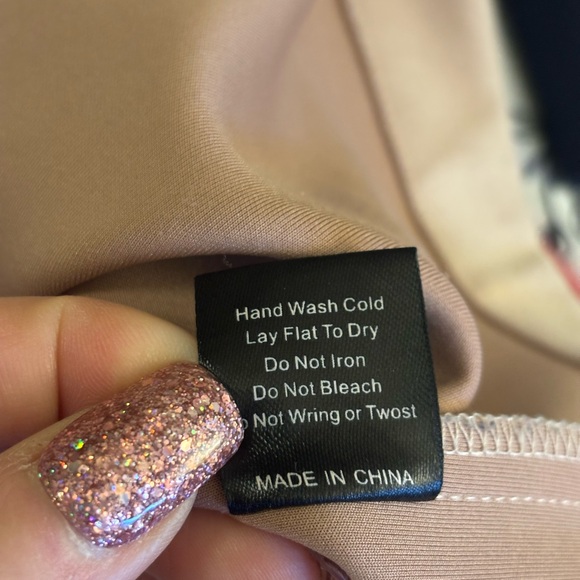 Hand Wash Cold
Lay Flat To Dry
Do Not Iron
Do Not Bleach
Not Wring or Twost
MADE IN CHINA